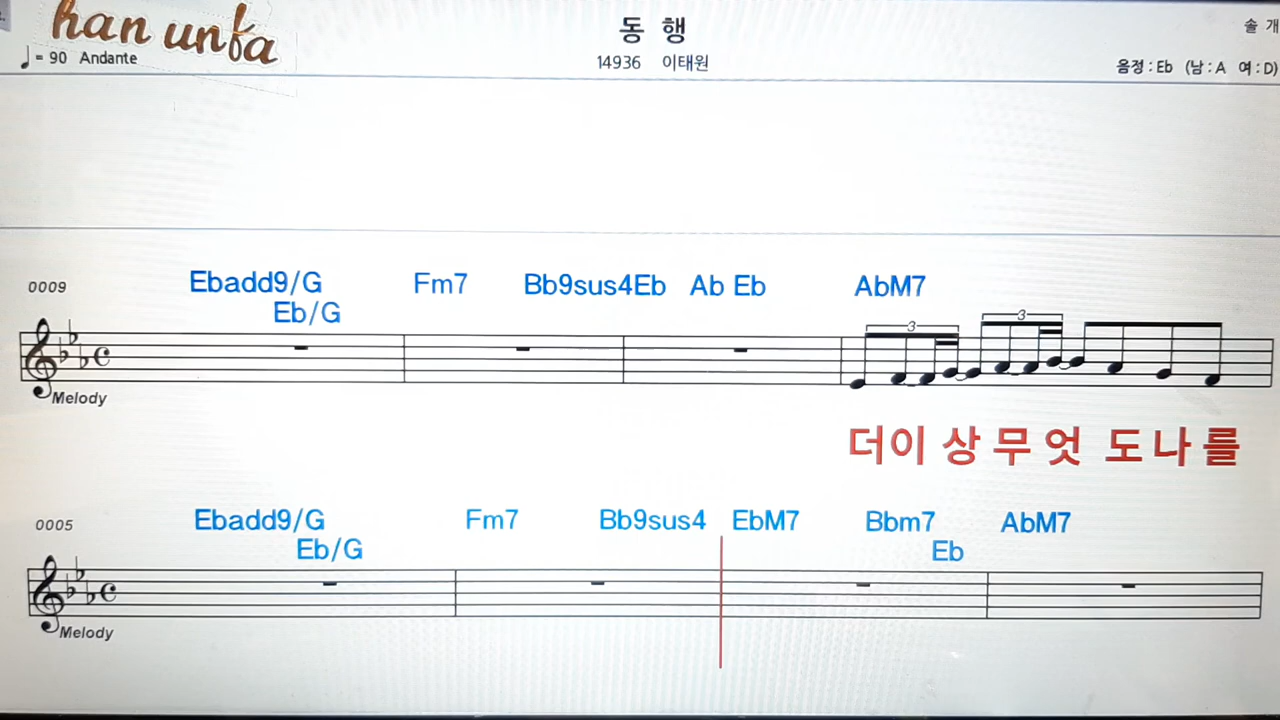 han unfa
♩= 90 Andante
동 행
14936 이태원
솔 개
음정 : Eb (남 : A 여 : D)
0009
Ebadd9/G Fm7 Bb9sus4Eb Ab Eb AbM7
Eb/G
3 3
Melody
더이 상 무 엇 도 나 를
0005
Ebadd9/G Fm7 Bb9sus4 EbM7 Bbm7 AbM7
Eb/G Eb
Melody